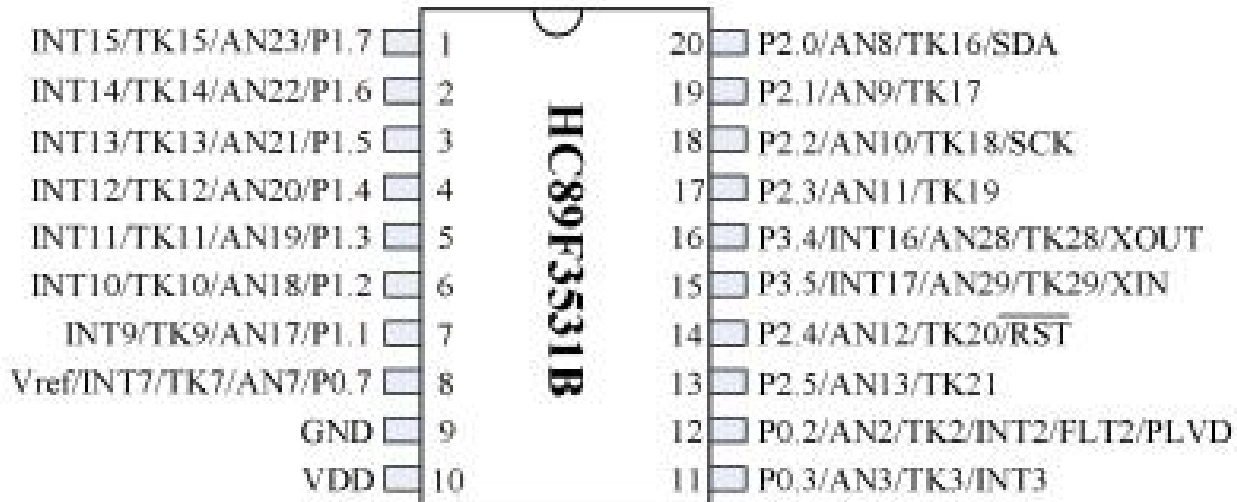 INT15/TK15/AN23/P1.7 1 20 P2.0/AN8/TK16/SDA
INT14/TK14/AN22/P1.6 2 19 P2.1/AN9/TK17
INT13/TK13/AN21/P1.5 3 18 P2.2/AN10/TK18/SCK
INT12/TK12/AN20/P1.4 4 17 P2.3/AN11/TK19
INT11/TK11/AN19/P1.3 5 16 P3.4/INT16/AN28/TK28/XOUT
INT10/TK10/AN18/P1.2 6 15 P3.5/INT17/AN29/TK29/XIN
INT9/TK9/AN17/P1.1 7 14 P2.4/AN12/TK20/RST
Vref/INT7/TK7/AN7/P0.7 8 13 P2.5/AN13/TK21
GND 9 12 P0.2/AN2/TK2/INT2/FLT2/PLVD
VDD 10 11 P0.3/AN3/TK3/INT3
HC89F3531B